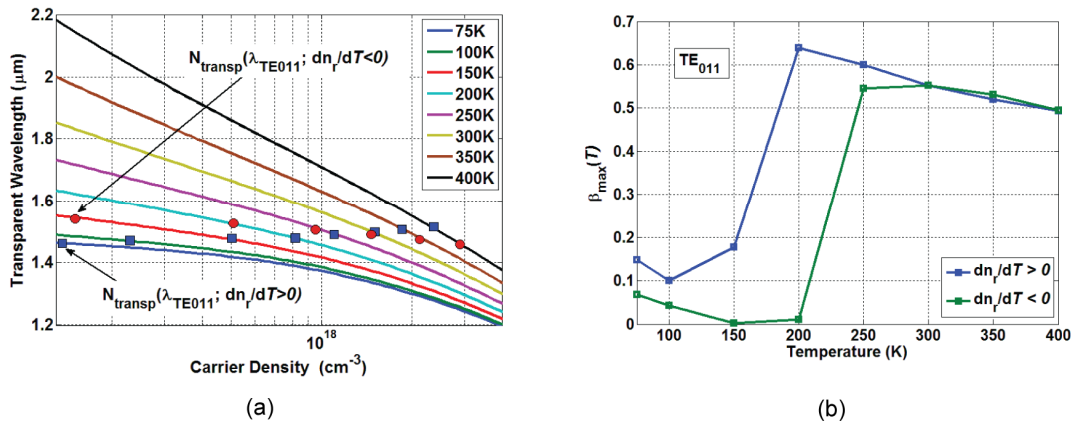 (a)
2.2
2
1.8
1.6
1.4
1.2
Transparent Wavelength (μm)
N_transp(λ_TE011; dn_r/dT<0)
N_transp(λ_TE011; dn_r/dT>0)
75K
100K
150K
200K
250K
300K
350K
400K
10^18
Carrier Density (cm^-3)
(a)
0.7
0.6
0.5
0.4
0.3
0.2
0.1
0
β_max(T)
TE_011
dn_r/dT > 0
dn_r/dT < 0
100 150 200 250 300 350 400
Temperature (K)
(b)